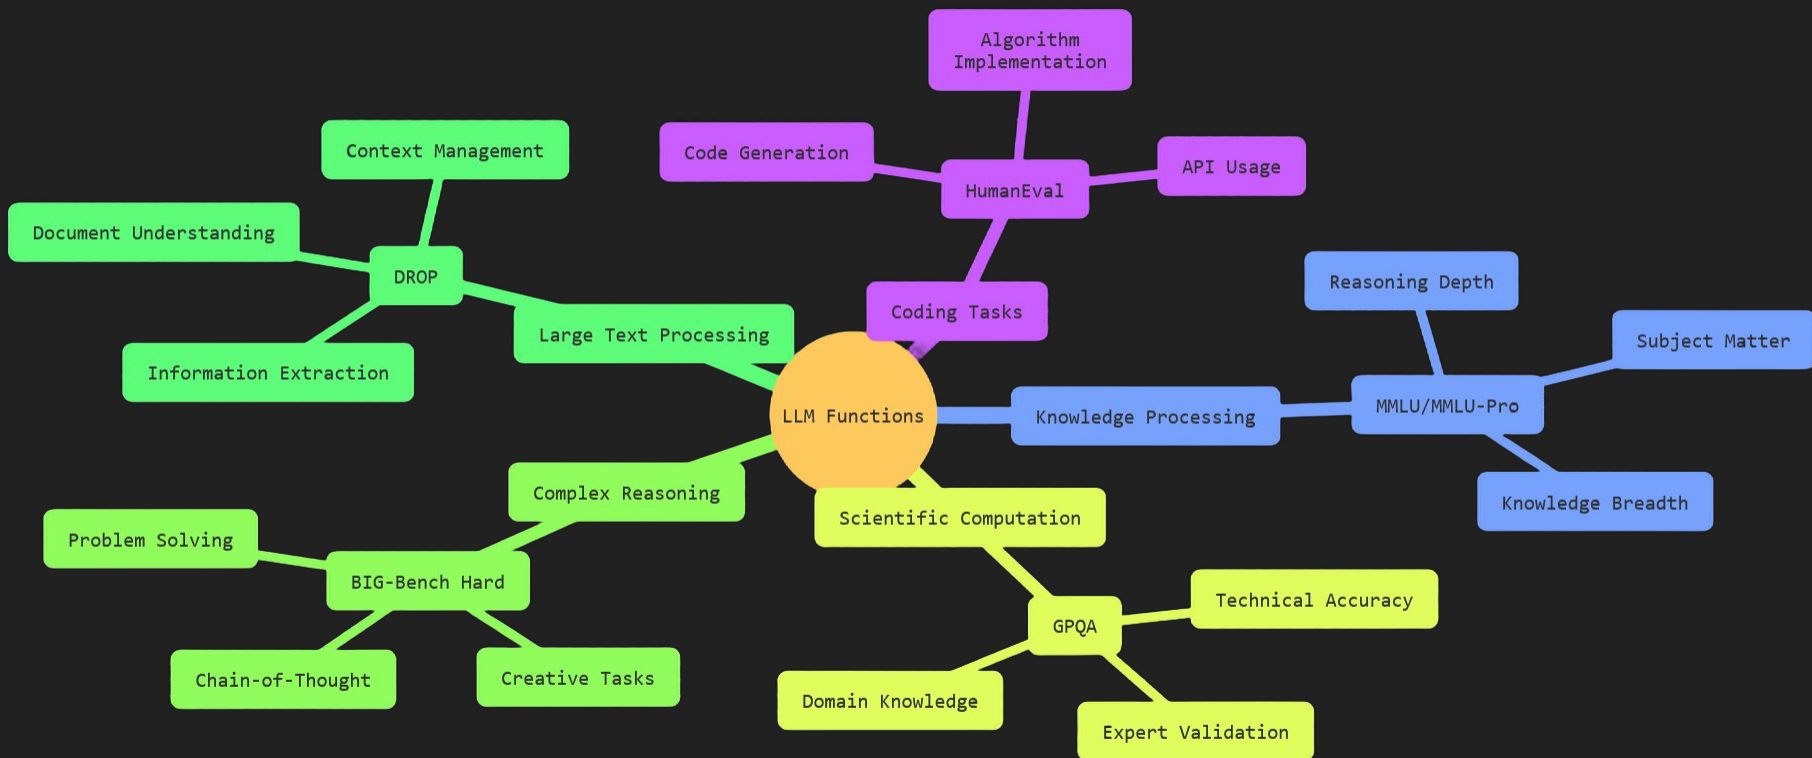 Algorithm
Implementation
Code Generation
API Usage
HumanEval
Coding Tasks
Context Management
Document Understanding
DROP
Information Extraction
Large Text Processing
LLM Functions
Knowledge Processing
MMLU/MMLU-Pro
Reasoning Depth
Subject Matter
Knowledge Breadth
Complex Reasoning
BIG-Bench Hard
Problem Solving
Chain-of-Thought
Creative Tasks
Scientific Computation
GPQA
Technical Accuracy
Domain Knowledge
Expert Validation